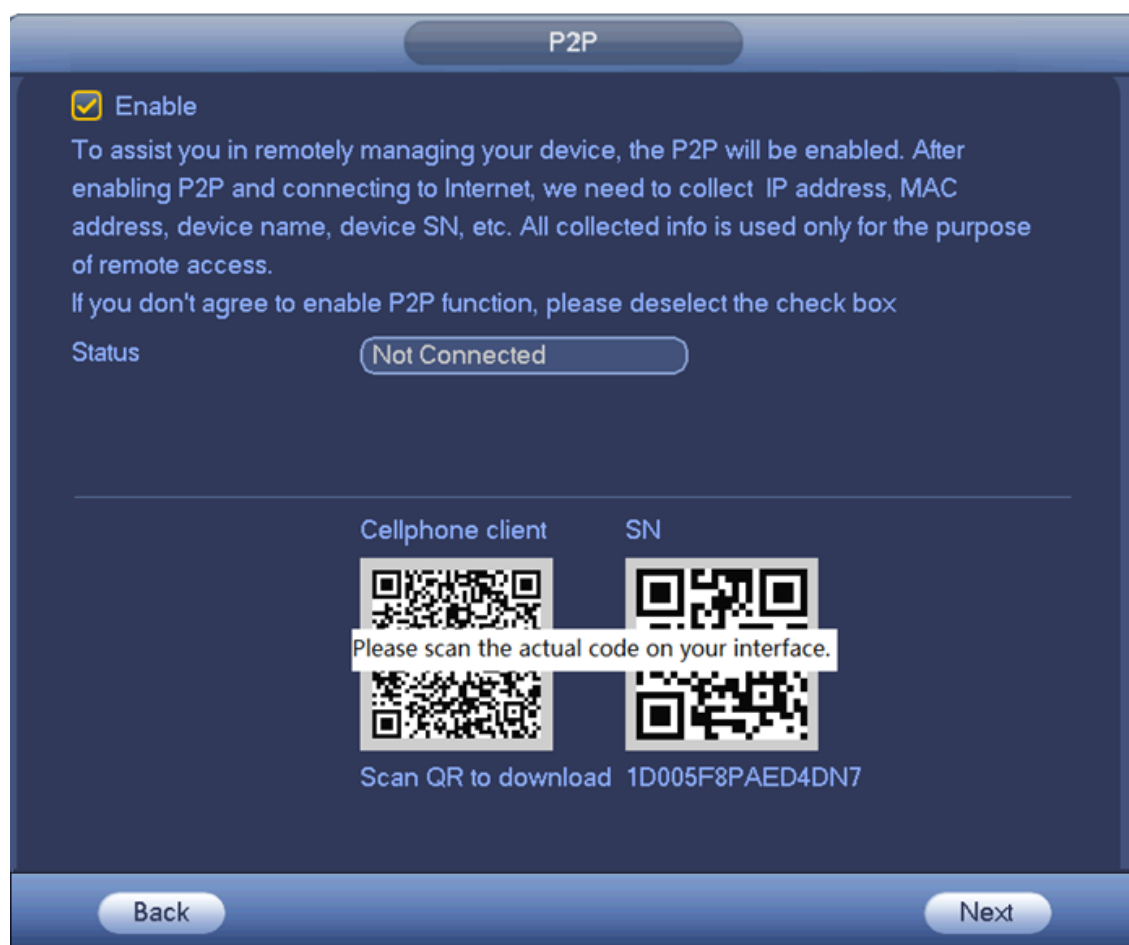 P2P
Enable
To assist you in remotely managing your device, the P2P will be enabled. After
enabling P2P and connecting to Internet, we need to collect IP address, MAC
address, device name, device SN, etc. All collected info is used only for the purpose
of remote access.
If you don't agree to enable P2P function, please deselect the check box
Status Not Connected
Cellphone client SN
Please scan the actual code on your interface.
Scan QR to download 1D005F8PAED4DN7
Back Next